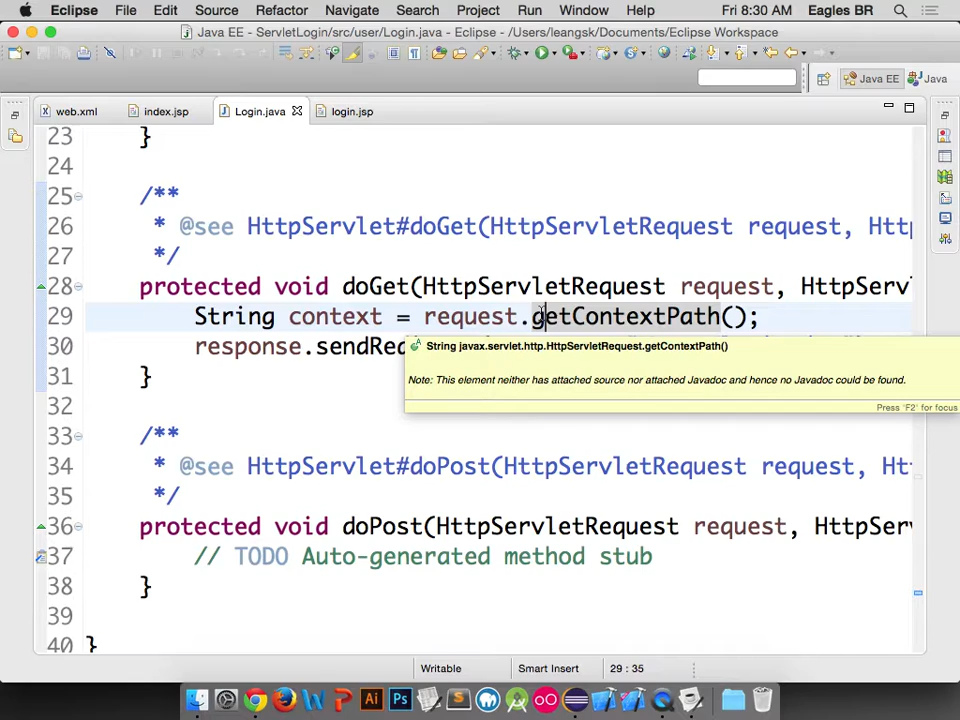 Eclipse File Edit Source Refactor Navigate Search Project Run Window Help Fri 8:30 AM Eagles BR
Java EE - ServletLogin/src/user/Login.java - Eclipse - /Users/leangsk/Documents/Eclipse Workspace
Java EE Java
web.xml index.jsp Login.java login.jsp
23 }
24
25 /**
26 * @see HttpServlet#doGet(HttpServletRequest request, Http
27 */
28 protected void doGet(HttpServletRequest request, HttpServl
29 String context = request.getContextPath();
30 response.sendRed
String javax.servlet.http.HttpServletRequest.getContextPath()
31 }
Note: This element neither has attached source nor attached Javadoc and hence no Javadoc could be found.
Press 'F2' for focus
32
33 /**
34 * @see HttpServlet#doPost(HttpServletRequest request, Ht
35 */
36 protected void doPost(HttpServletRequest request, HttpServ
37 // TODO Auto-generated method stub
38 }
39
40 }
Writable Smart Insert 29 : 35
W P Ai Ps S